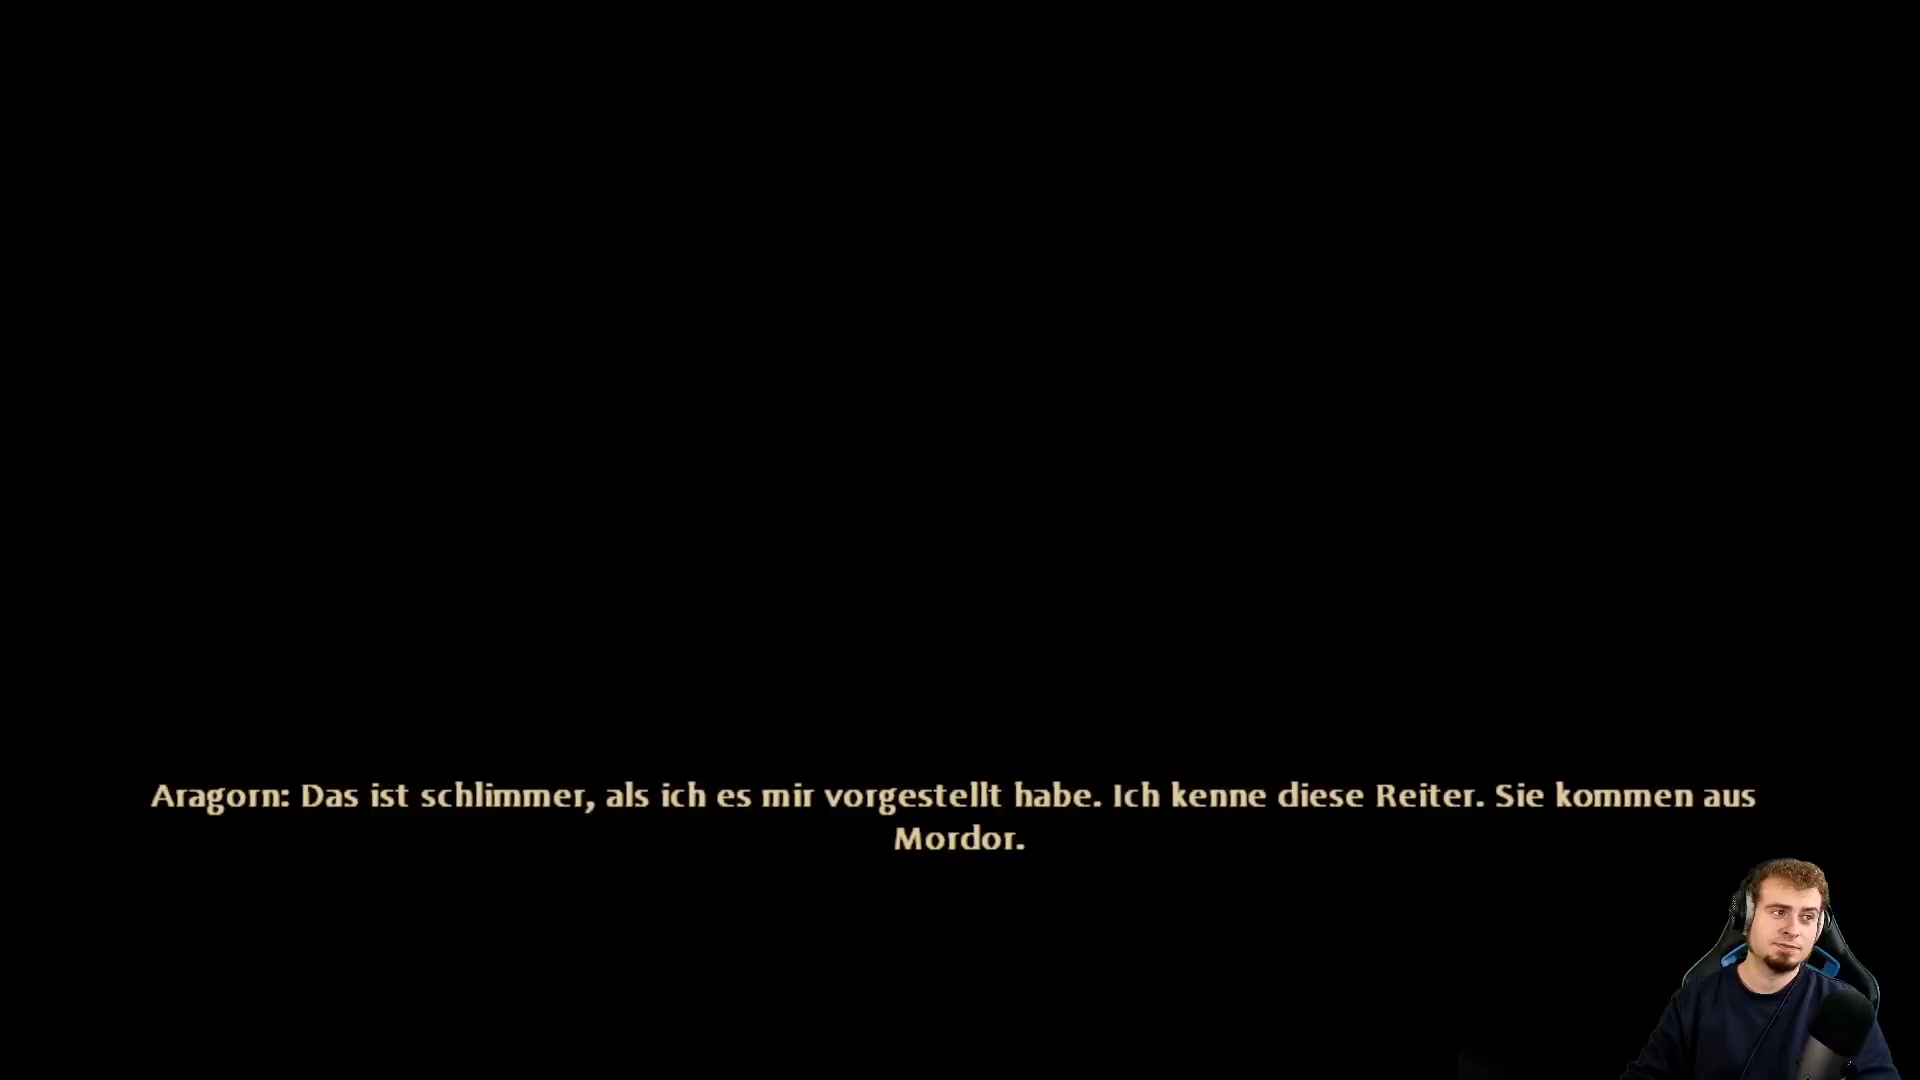 Aragorn: Das ist schlimmer, als ich es mir vorgestellt habe. Ich kenne diese Reiter. Sie kommen aus
Mordor.